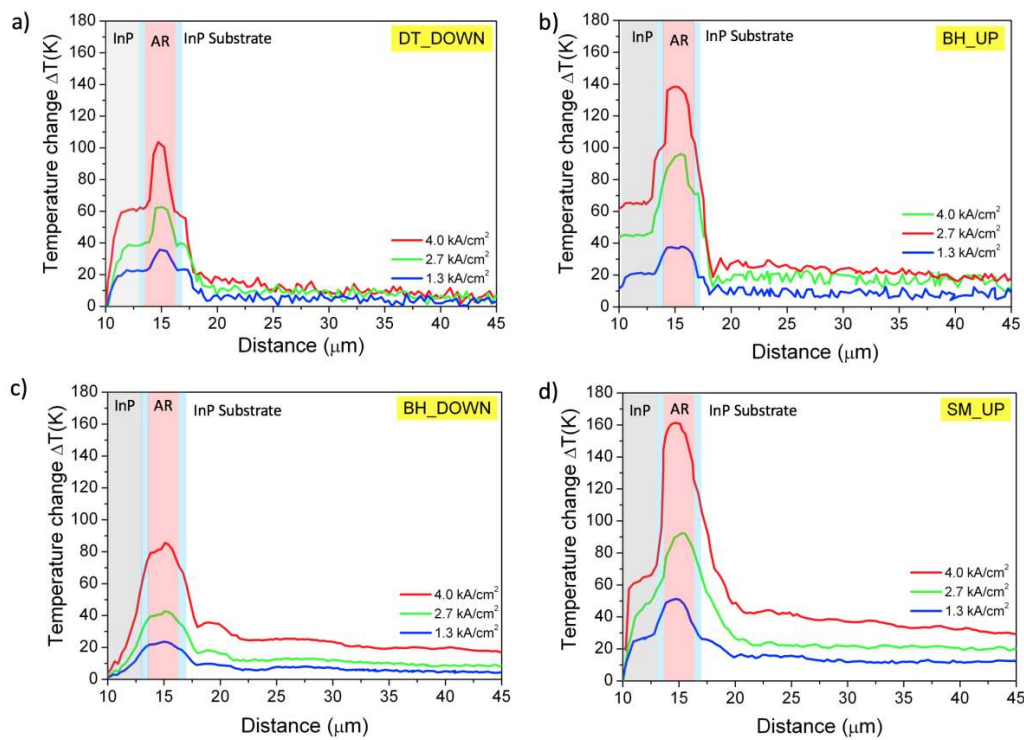 a)
DT_DOWN
InP
AR
InP Substrate
Temperature change ΔT(K)
180
160
140
120
100
80
60
40
20
0
4.0 kA/cm²
2.7 kA/cm²
1.3 kA/cm²
10 15 20 25 30 35 40 45
Distance (μm)
b)
BH_UP
InP
AR
InP Substrate
Temperature change ΔT(K)
180
160
140
120
100
80
60
40
20
0
4.0 kA/cm²
2.7 kA/cm²
1.3 kA/cm²
10 15 20 25 30 35 40 45
Distance (μm)
c)
BH_DOWN
InP
AR
InP Substrate
Temperature change ΔT(K)
180
160
140
120
100
80
60
40
20
0
4.0 kA/cm²
2.7 kA/cm²
1.3 kA/cm²
10 15 20 25 30 35 40 45
Distance (μm)
d)
SM_UP
InP
AR
InP Substrate
Temperature change ΔT(K)
180
160
140
120
100
80
60
40
20
0
4.0 kA/cm²
2.7 kA/cm²
1.3 kA/cm²
10 15 20 25 30 35 40 45
Distance (μm)